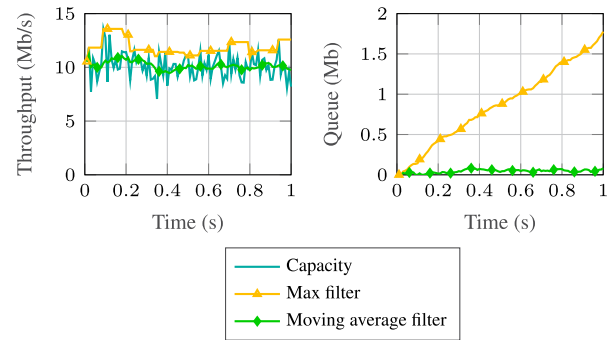 Throughput (Mb/s)
15
10
5
0
0 0.2 0.4 0.6 0.8 1
Time (s)
Queue (Mb)
2
1.5
1
0.5
0
0 0.2 0.4 0.6 0.8 1
Time (s)
Capacity
Max filter
Moving average filter